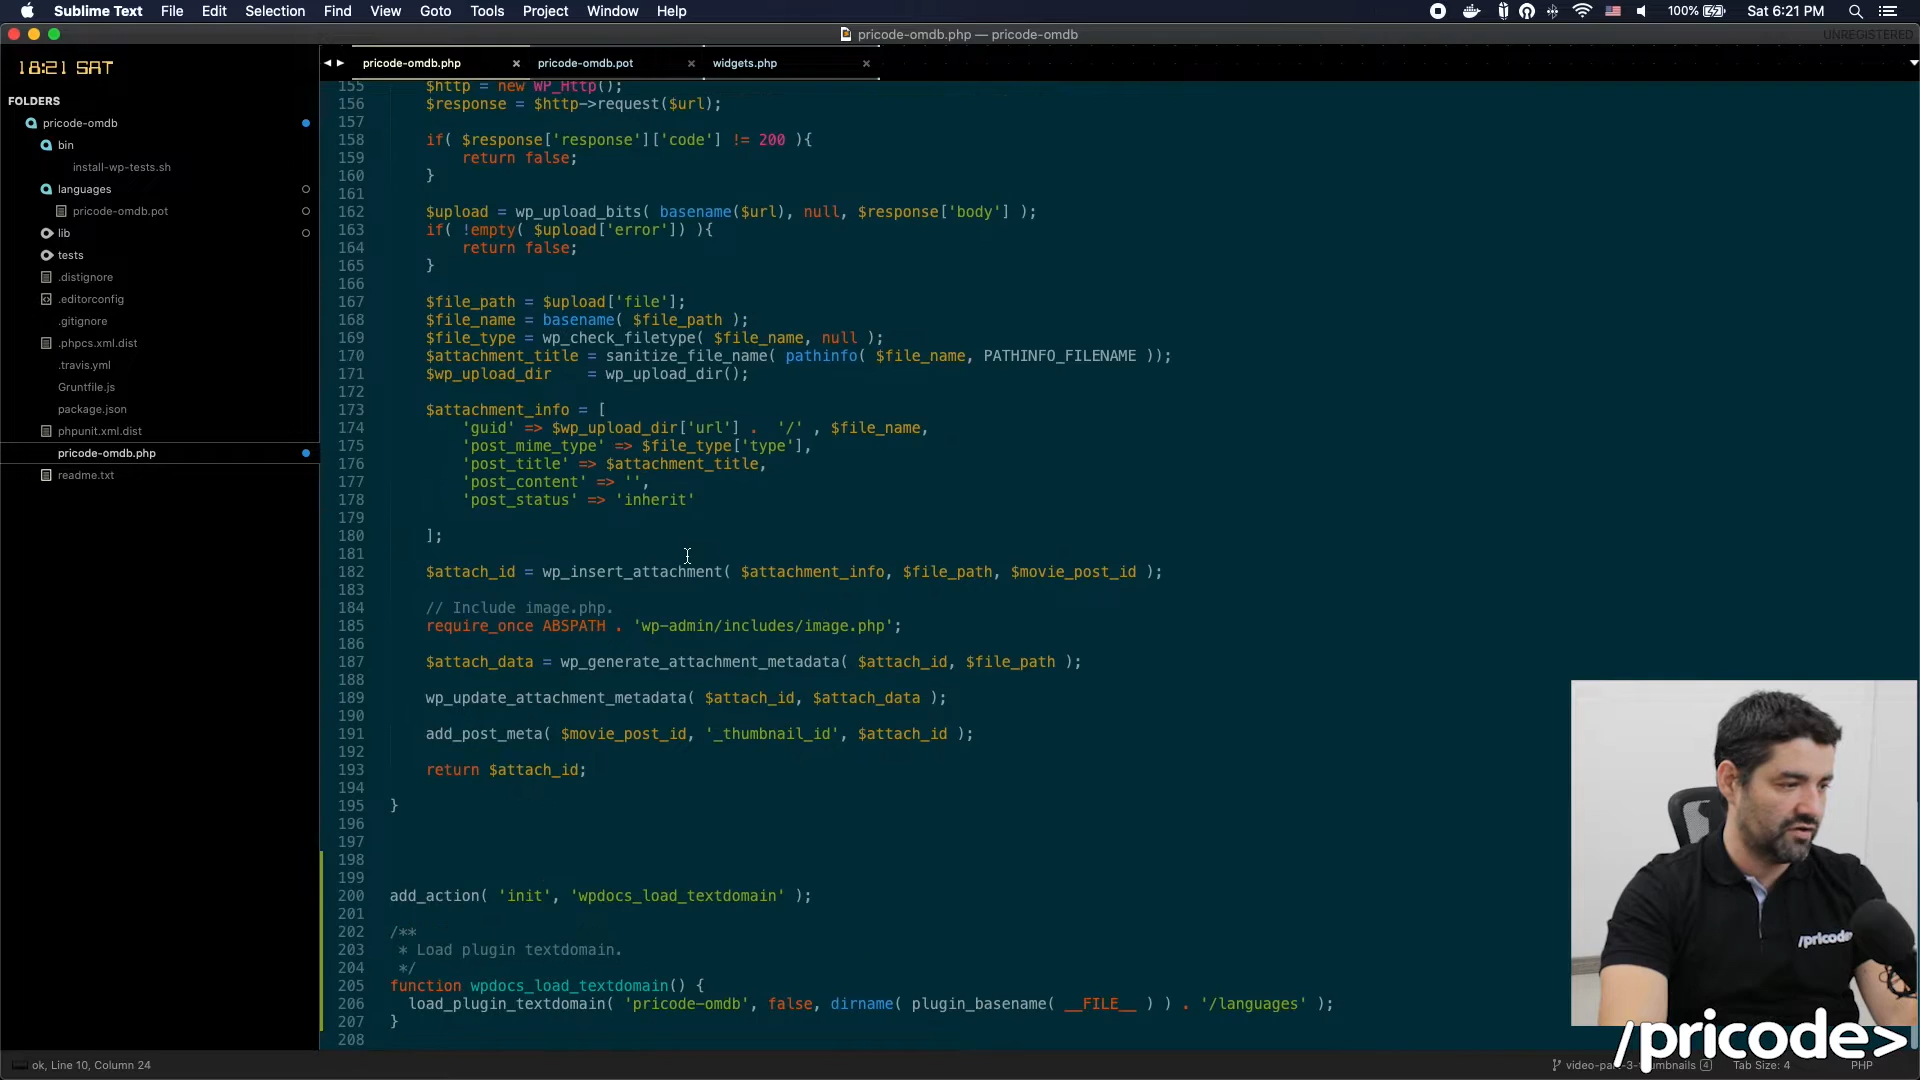 Sublime Text File Edit Selection Find View Goto Tools Project Window Help 100% Sat 6:21 PM
pricode-omdb.php — pricode-omdb UNREGISTERED
18:21 SAT
pricode-omdb.php × pricode-omdb.pot × widgets.php ×
FOLDERS
pricode-omdb
bin
install-wp-tests.sh
languages
pricode-omdb.pot
lib
tests
.distignore
.editorconfig
.gitignore
.phpcs.xml.dist
.travis.yml
Gruntfile.js
package.json
phpunit.xml.dist
pricode-omdb.php
readme.txt
155 $http = new WP_Http();
156 $response = $http->request($url);
157
158 if( $response['response']['code'] != 200 ){
159 return false;
160 }
161
162 $upload = wp_upload_bits( basename($url), null, $response['body'] );
163 if( !empty( $upload['error']) ){
164 return false;
165 }
166
167 $file_path = $upload['file'];
168 $file_name = basename( $file_path );
169 $file_type = wp_check_filetype( $file_name, null );
170 $attachment_title = sanitize_file_name( pathinfo( $file_name, PATHINFO_FILENAME ));
171 $wp_upload_dir = wp_upload_dir();
172
173 $attachment_info = [
174 'guid' => $wp_upload_dir['url'] . '/' , $file_name,
175 'post_mime_type' => $file_type['type'],
176 'post_title' => $attachment_title,
177 'post_content' => '',
178 'post_status' => 'inherit'
179
180 ];
181
182 $attach_id = wp_insert_attachment( $attachment_info, $file_path, $movie_post_id );
183
184 // Include image.php.
185 require_once ABSPATH . 'wp-admin/includes/image.php';
186
187 $attach_data = wp_generate_attachment_metadata( $attach_id, $file_path );
188
189 wp_update_attachment_metadata( $attach_id, $attach_data );
190
191 add_post_meta( $movie_post_id, '_thumbnail_id', $attach_id );
192
193 return $attach_id;
194
195 }
196
197
198
199
200 add_action( 'init', 'wpdocs_load_textdomain' );
201
202 /**
203 * Load plugin textdomain.
204 */
205 function wpdocs_load_textdomain() {
206 load_plugin_textdomain( 'pricode-omdb', false, dirname( plugin_basename( __FILE__ ) ) . '/languages' );
207 }
208
/pricode>
/pricode>
ok, Line 10, Column 24 4 Tab Size: 4 PHP